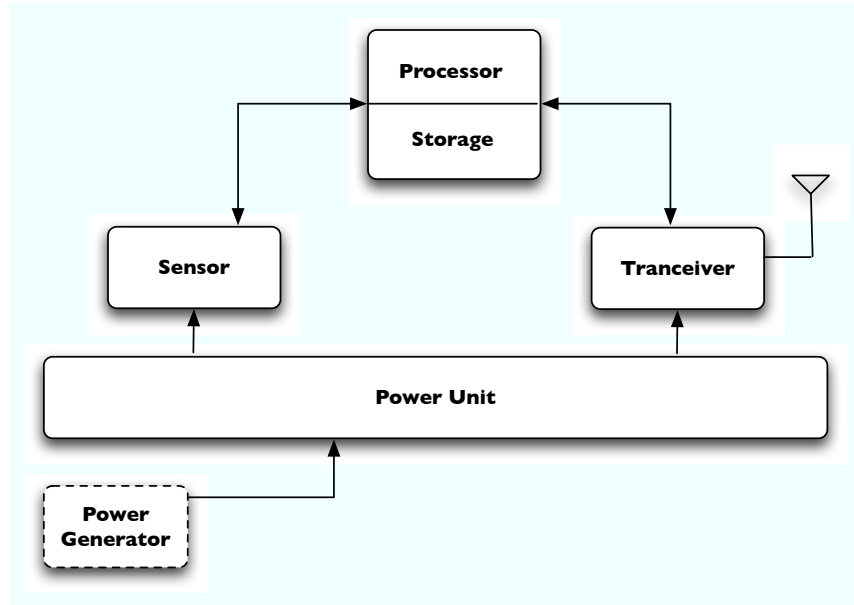 Processor
Storage
Sensor
Tranceiver
Power Unit
Power
Generator